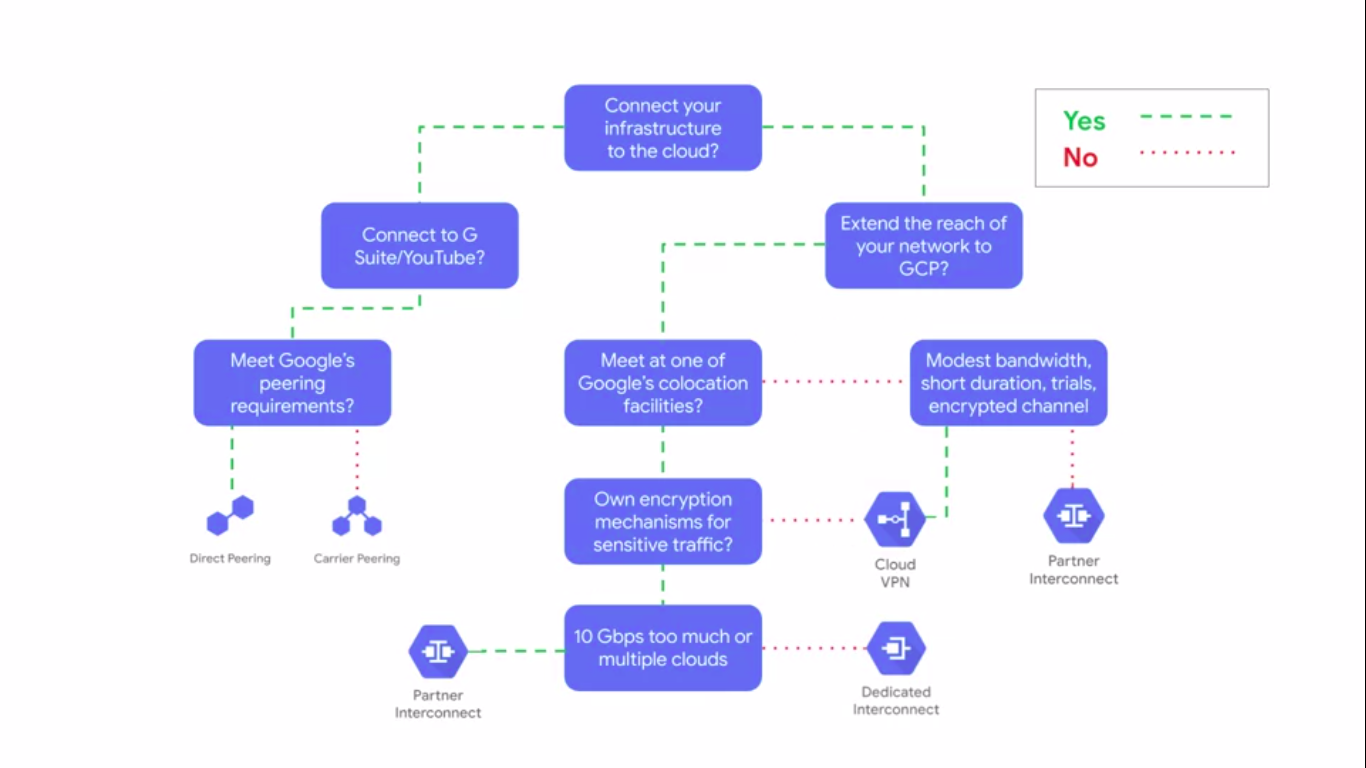 Connect your
infrastructure
to the cloud?
Yes
No
Connect to G
Suite/YouTube?
Extend the reach of
your network to
GCP?
Meet Google's
peering
requirements?
Meet at one of
Google's colocation
facilities?
Modest bandwidth,
short duration, trials,
encrypted channel
Own encryption
mechanisms for
sensitive traffic?
Direct Peering
Carrier Peering
Cloud
VPN
Partner
Interconnect
10 Gbps too much or
multiple clouds
Partner
Interconnect
Dedicated
Interconnect